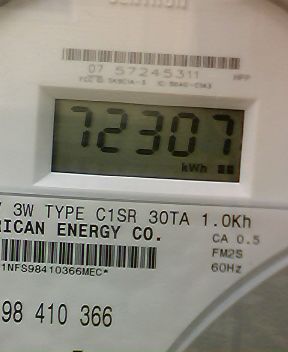 07 57245311
72307
kWh
3W TYPE C1SR 30TA 1.0Kh
RICAN ENERGY CO.
CA 0.5
FM2S
60Hz
1NFS98410366MEC*
98 410 366